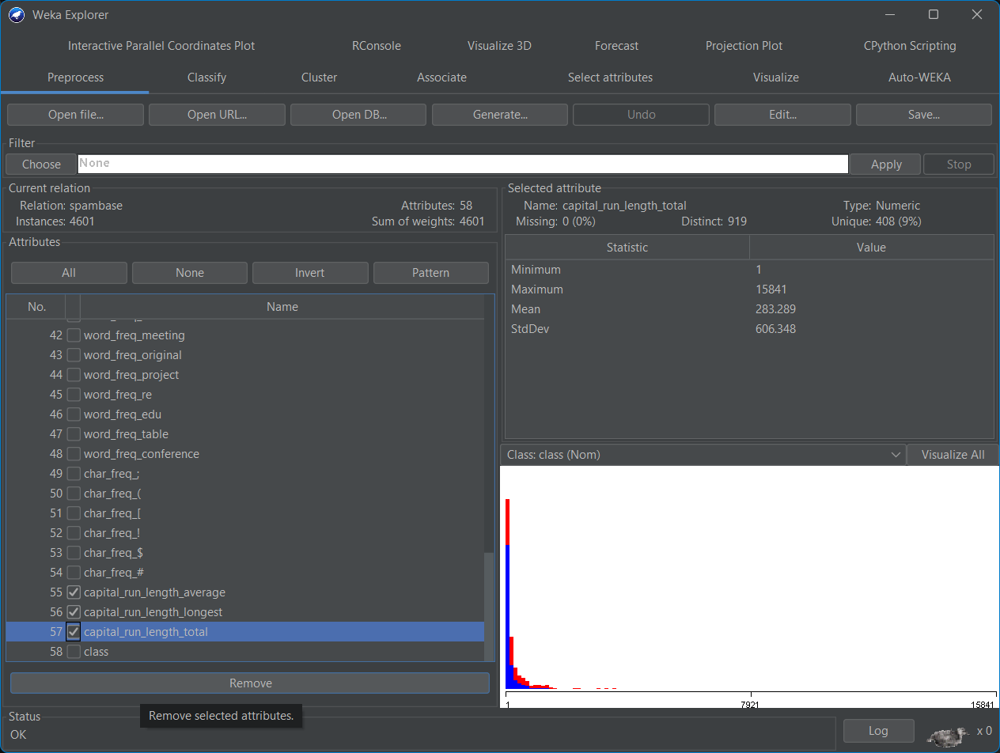 Weka Explorer
Interactive Parallel Coordinates Plot RConsole Visualize 3D Forecast Projection Plot CPython Scripting
Preprocess Classify Cluster Associate Select attributes Visualize Auto-WEKA
Open file... Open URL... Open DB... Generate... Undo Edit... Save...
Filter
Choose None Apply Stop
Current relation
Relation: spambase Attributes: 58
Instances: 4601 Sum of weights: 4601
Attributes
All None Invert Pattern
No. Name
42 word_freq_meeting
43 word_freq_original
44 word_freq_project
45 word_freq_re
46 word_freq_edu
47 word_freq_table
48 word_freq_conference
49 char_freq_;
50 char_freq_(
51 char_freq_[
52 char_freq_!
53 char_freq_$
54 char_freq_#
55 capital_run_length_average
56 capital_run_length_longest
57 capital_run_length_total
58 class
Remove
Remove selected attributes.
Selected attribute
Name: capital_run_length_total Type: Numeric
Missing: 0 (0%) Distinct: 919 Unique: 408 (9%)
Statistic Value
Minimum 1
Maximum 15841
Mean 283.289
StdDev 606.348
Class: class (Nom) Visualize All
1 7921 15841
Status
OK
Log x 0